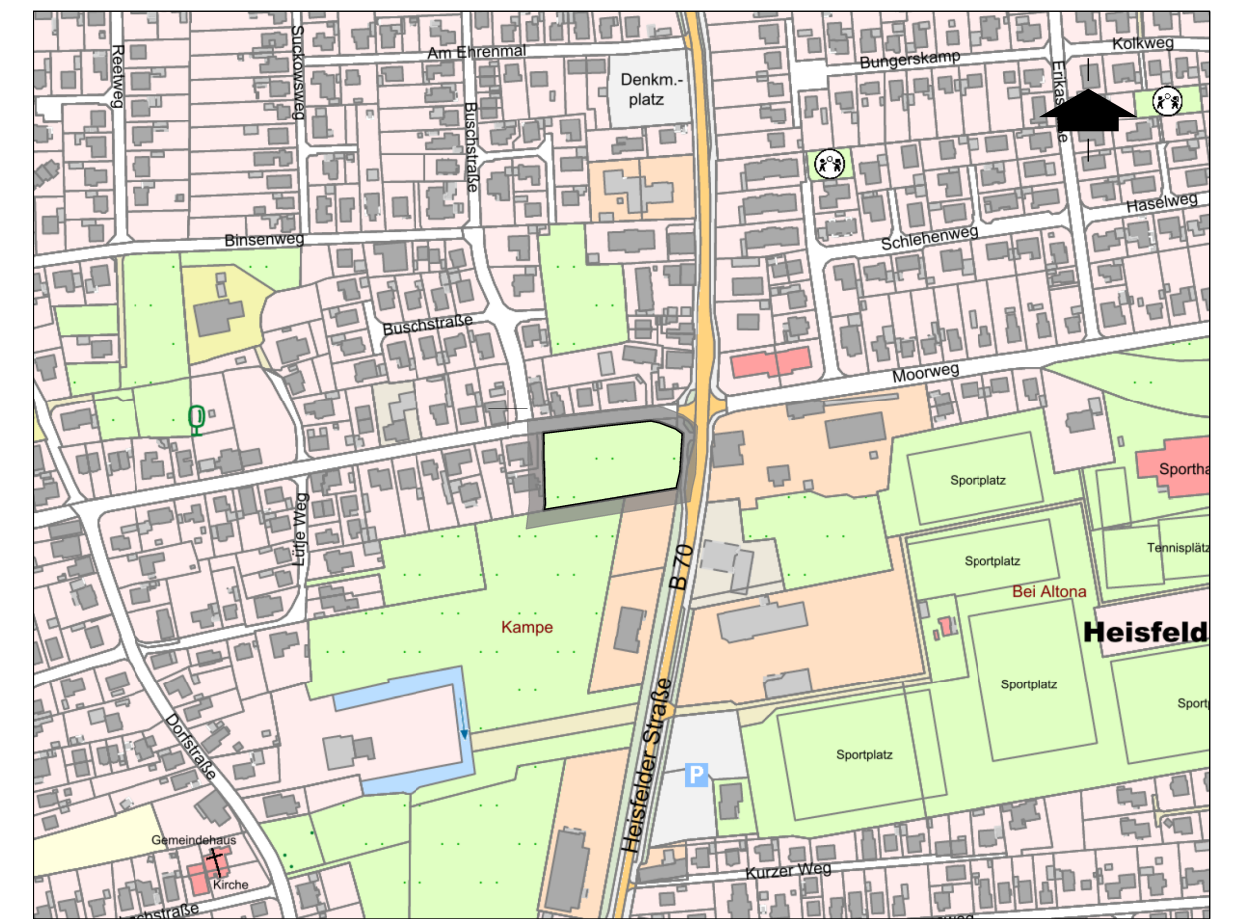 Reetweg
Suckowsweg
Am Ehrenmal
Buschstraße
Denkm.-
platz
Bungerskamp
Kolkweg
Haselweg
Schlehenweg
Binsenweg
Buschstraße
Moorweg
Sportplatz
Tennisplätz
Sportplatz
Lütje Weg
B 70
Bei Altona
Kampe
Heisfeld
Sportplatz
Heisfelder Straße
Dorfstraße
Sportplatz
P
Gemeindehaus
Kirche
Kurzer Weg